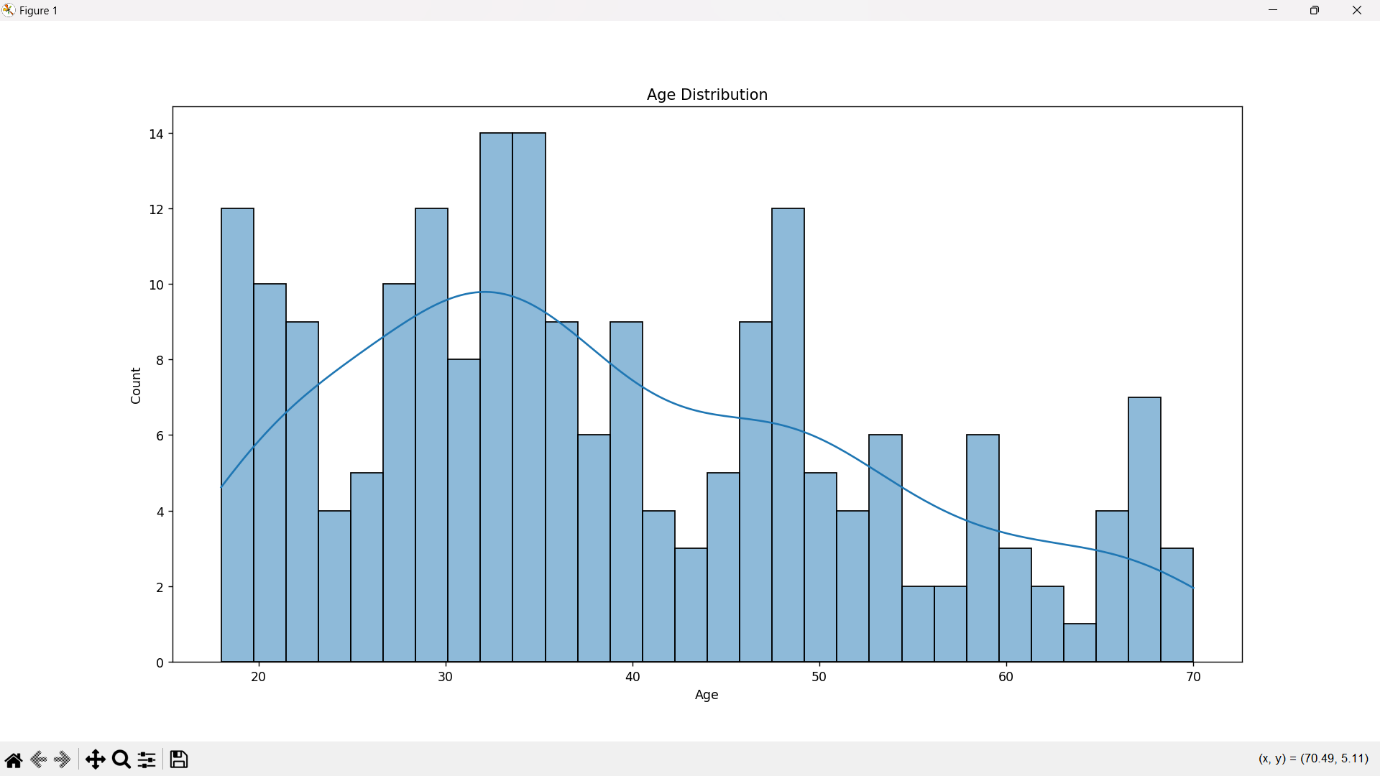 Figure 1
Age Distribution
14
12
10
8
6
4
2
0
Count
20 30 40 50 60 70
Age
(x, y) = (70.49, 5.11)